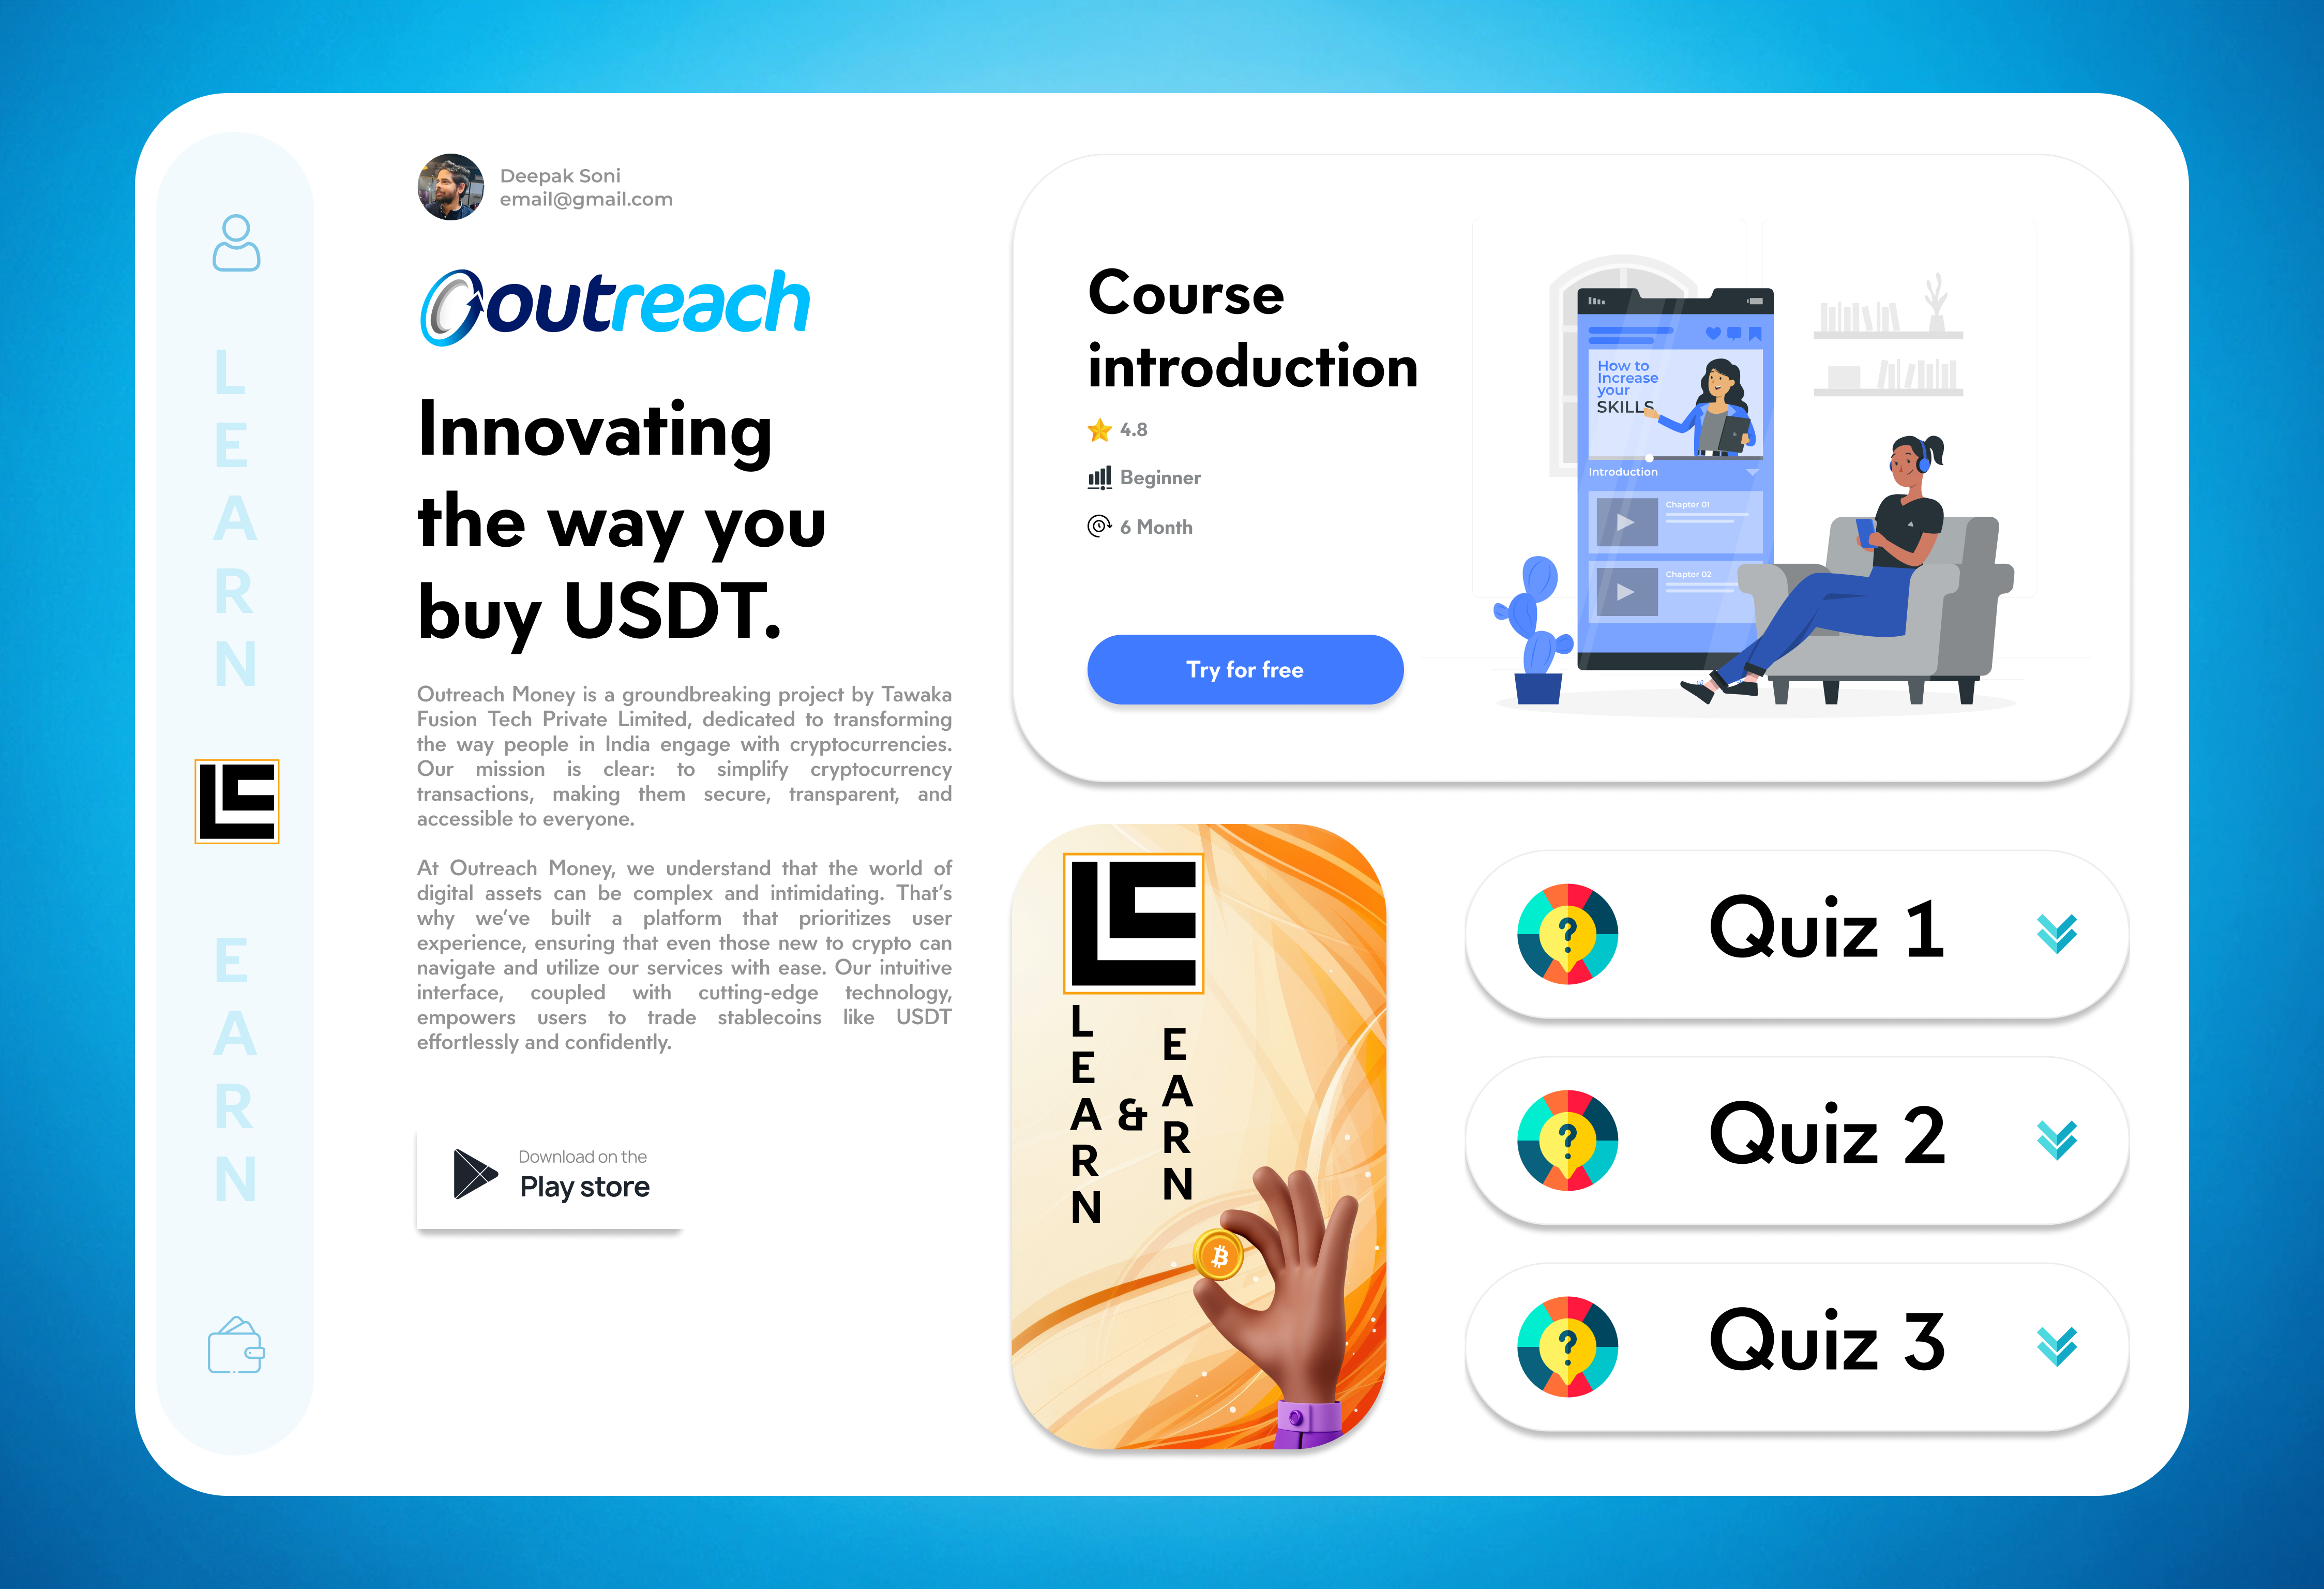 LEARN
EARN
Deepak Soni
email@gmail.com
outreach
Innovating
the way you
buy USDT.
Outreach Money is a groundbreaking project by Tawaka
Fusion Tech Private Limited, dedicated to transforming
the way people in India engage with cryptocurrencies.
Our mission is clear: to simplify cryptocurrency
transactions, making them secure, transparent, and
accessible to everyone.
At Outreach Money, we understand that the world of
digital assets can be complex and intimidating. That's
why we've built a platform that prioritizes user
experience, ensuring that even those new to crypto can
navigate and utilize our services with ease. Our intuitive
interface, coupled with cutting-edge technology,
empowers users to trade stablecoins like USDT
effortlessly and confidently.
Download on the
Play store
Course
introduction
4.8
Beginner
6 Month
Try for free
How to
Increase
your
SKILLS
Introduction
Chapter 01
Chapter 02
LEARN
&
EARN
Quiz 1
Quiz 2
Quiz 3